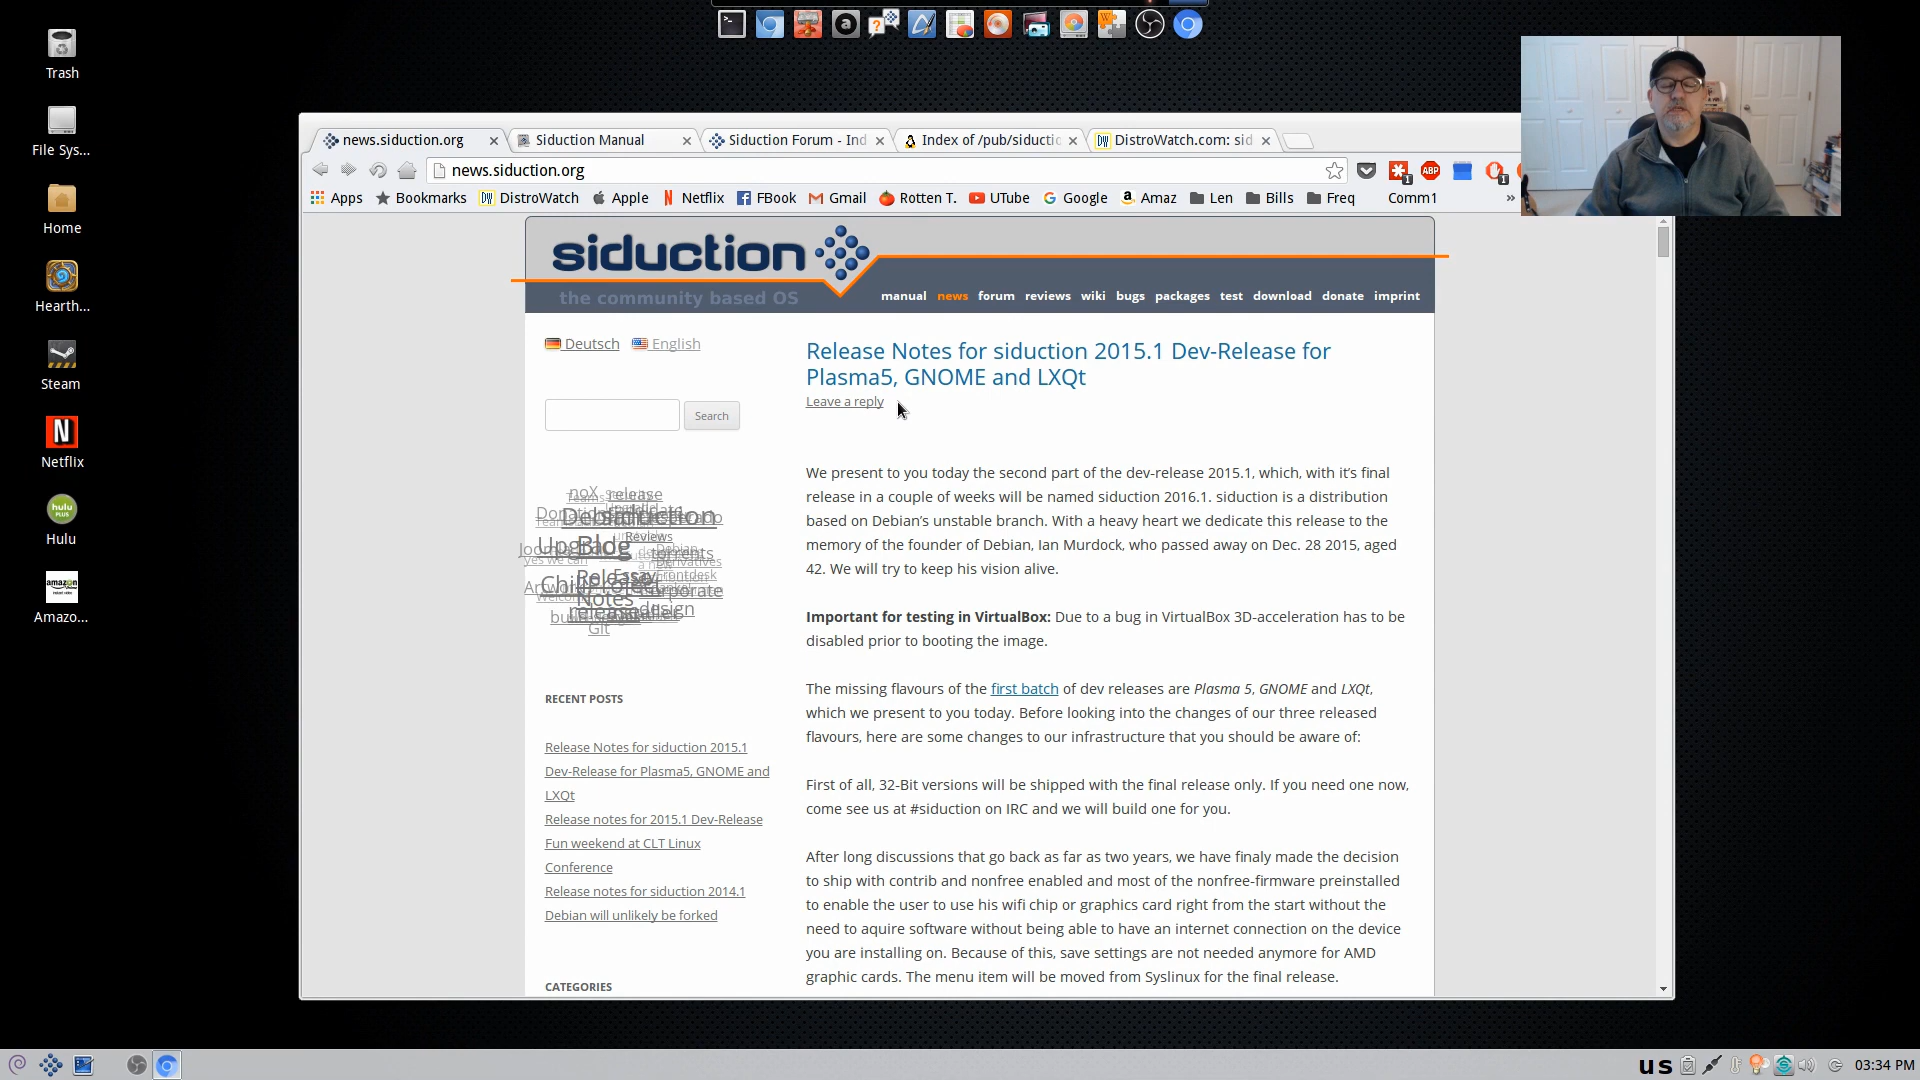 Trash
File Sys...
Home
Hearth...
Steam
Netflix
Hulu
Amazo...
news.siduction.org
Siduction Manual
Siduction Forum - Ind
Index of /pub/siductio
DistroWatch.com: sid
news.siduction.org
Apps
Bookmarks
DistroWatch
Apple
Netflix
FBook
Gmail
Rotten T.
UTube
Google
Amaz
Len
Bills
Freq
Comm1
»
siduction
the community based OS
manual news forum reviews wiki bugs packages test download donate imprint
Deutsch English
Search
Release Notes for siduction 2015.1 Dev-Release for
Plasma5, GNOME and LXQt
Leave a reply
We present to you today the second part of the dev-release 2015.1, which, with it's final
release in a couple of weeks will be named siduction 2016.1. siduction is a distribution
based on Debian's unstable branch. With a heavy heart we dedicate this release to the
memory of the founder of Debian, Ian Murdock, who passed away on Dec. 28 2015, aged
42. We will try to keep his vision alive.
Important for testing in VirtualBox: Due to a bug in VirtualBox 3D-acceleration has to be
disabled prior to booting the image.
The missing flavours of the first batch of dev releases are Plasma 5, GNOME and LXQt,
which we present to you today. Before looking into the changes of our three released
flavours, here are some changes to our infrastructure that you should be aware of:
First of all, 32-Bit versions will be shipped with the final release only. If you need one now,
come see us at #siduction on IRC and we will build one for you.
After long discussions that go back as far as two years, we have finaly made the decision
to ship with contrib and nonfree enabled and most of the nonfree-firmware preinstalled
to enable the user to use his wifi chip or graphics card right from the start without the
need to aquire software without being able to have an internet connection on the device
you are installing on. Because of this, save settings are not needed anymore for AMD
graphic cards. The menu item will be moved from Syslinux for the final release.
noX release
Blog
Reviews
torrents
Notes
design
Git
RECENT POSTS
Release Notes for siduction 2015.1
Dev-Release for Plasma5, GNOME and
LXQt
Release notes for 2015.1 Dev-Release
Fun weekend at CLT Linux
Conference
Release notes for siduction 2014.1
Debian will unlikely be forked
CATEGORIES
us
03:34 PM